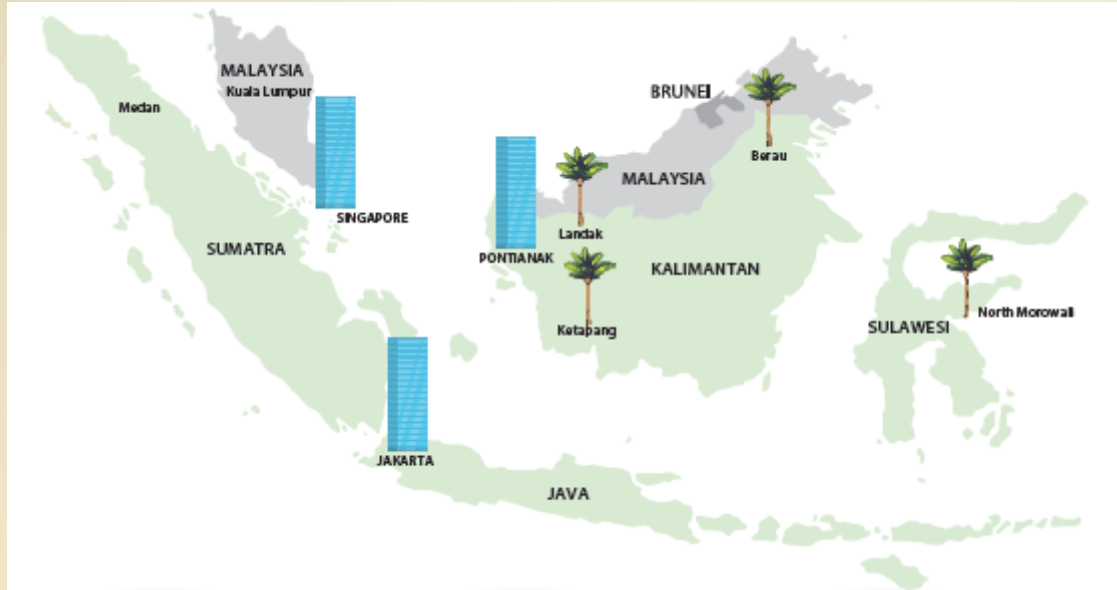 MALAYSIA
Kuala Lumpur
BRUNEI
Medan
Berau
MALAYSIA
SINGAPORE
Landak
SUMATRA
PONTIANAK
KALIMANTAN
North Morowali
SULAWESI
Ketapang
JAKARTA
JAVA